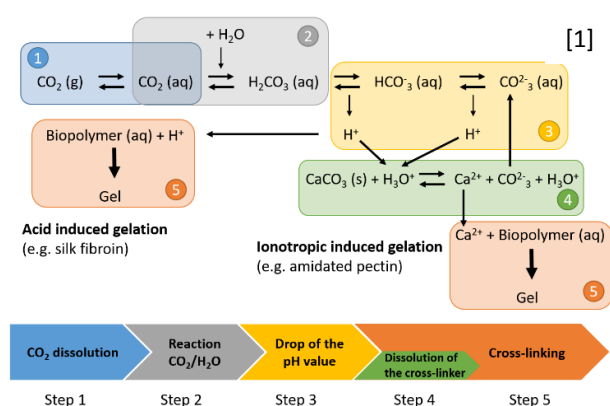 [1]
+ H₂O
2
1
CO₂ (g) ⇌ CO₂ (aq) ⇌ H₂CO₃ (aq) ⇌ HCO⁻₃ (aq) ⇌ CO²⁻₃ (aq)
H⁺ H⁺
3
Biopolymer (aq) + H⁺
Gel
5
CaCO₃ (s) + H₃O⁺ ⇌ Ca²⁺ + CO²⁻₃ + H₃O⁺
4
Acid induced gelation
(e.g. silk fibroin)
Ionotropic induced gelation
(e.g. amidated pectin)
Ca²⁺ + Biopolymer (aq)
Gel
5
CO₂ dissolution
Reaction
CO₂/H₂O
Drop of the
pH value
Dissolution of
the cross-linker
Cross-linking
Step 1 Step 2 Step 3 Step 4 Step 5